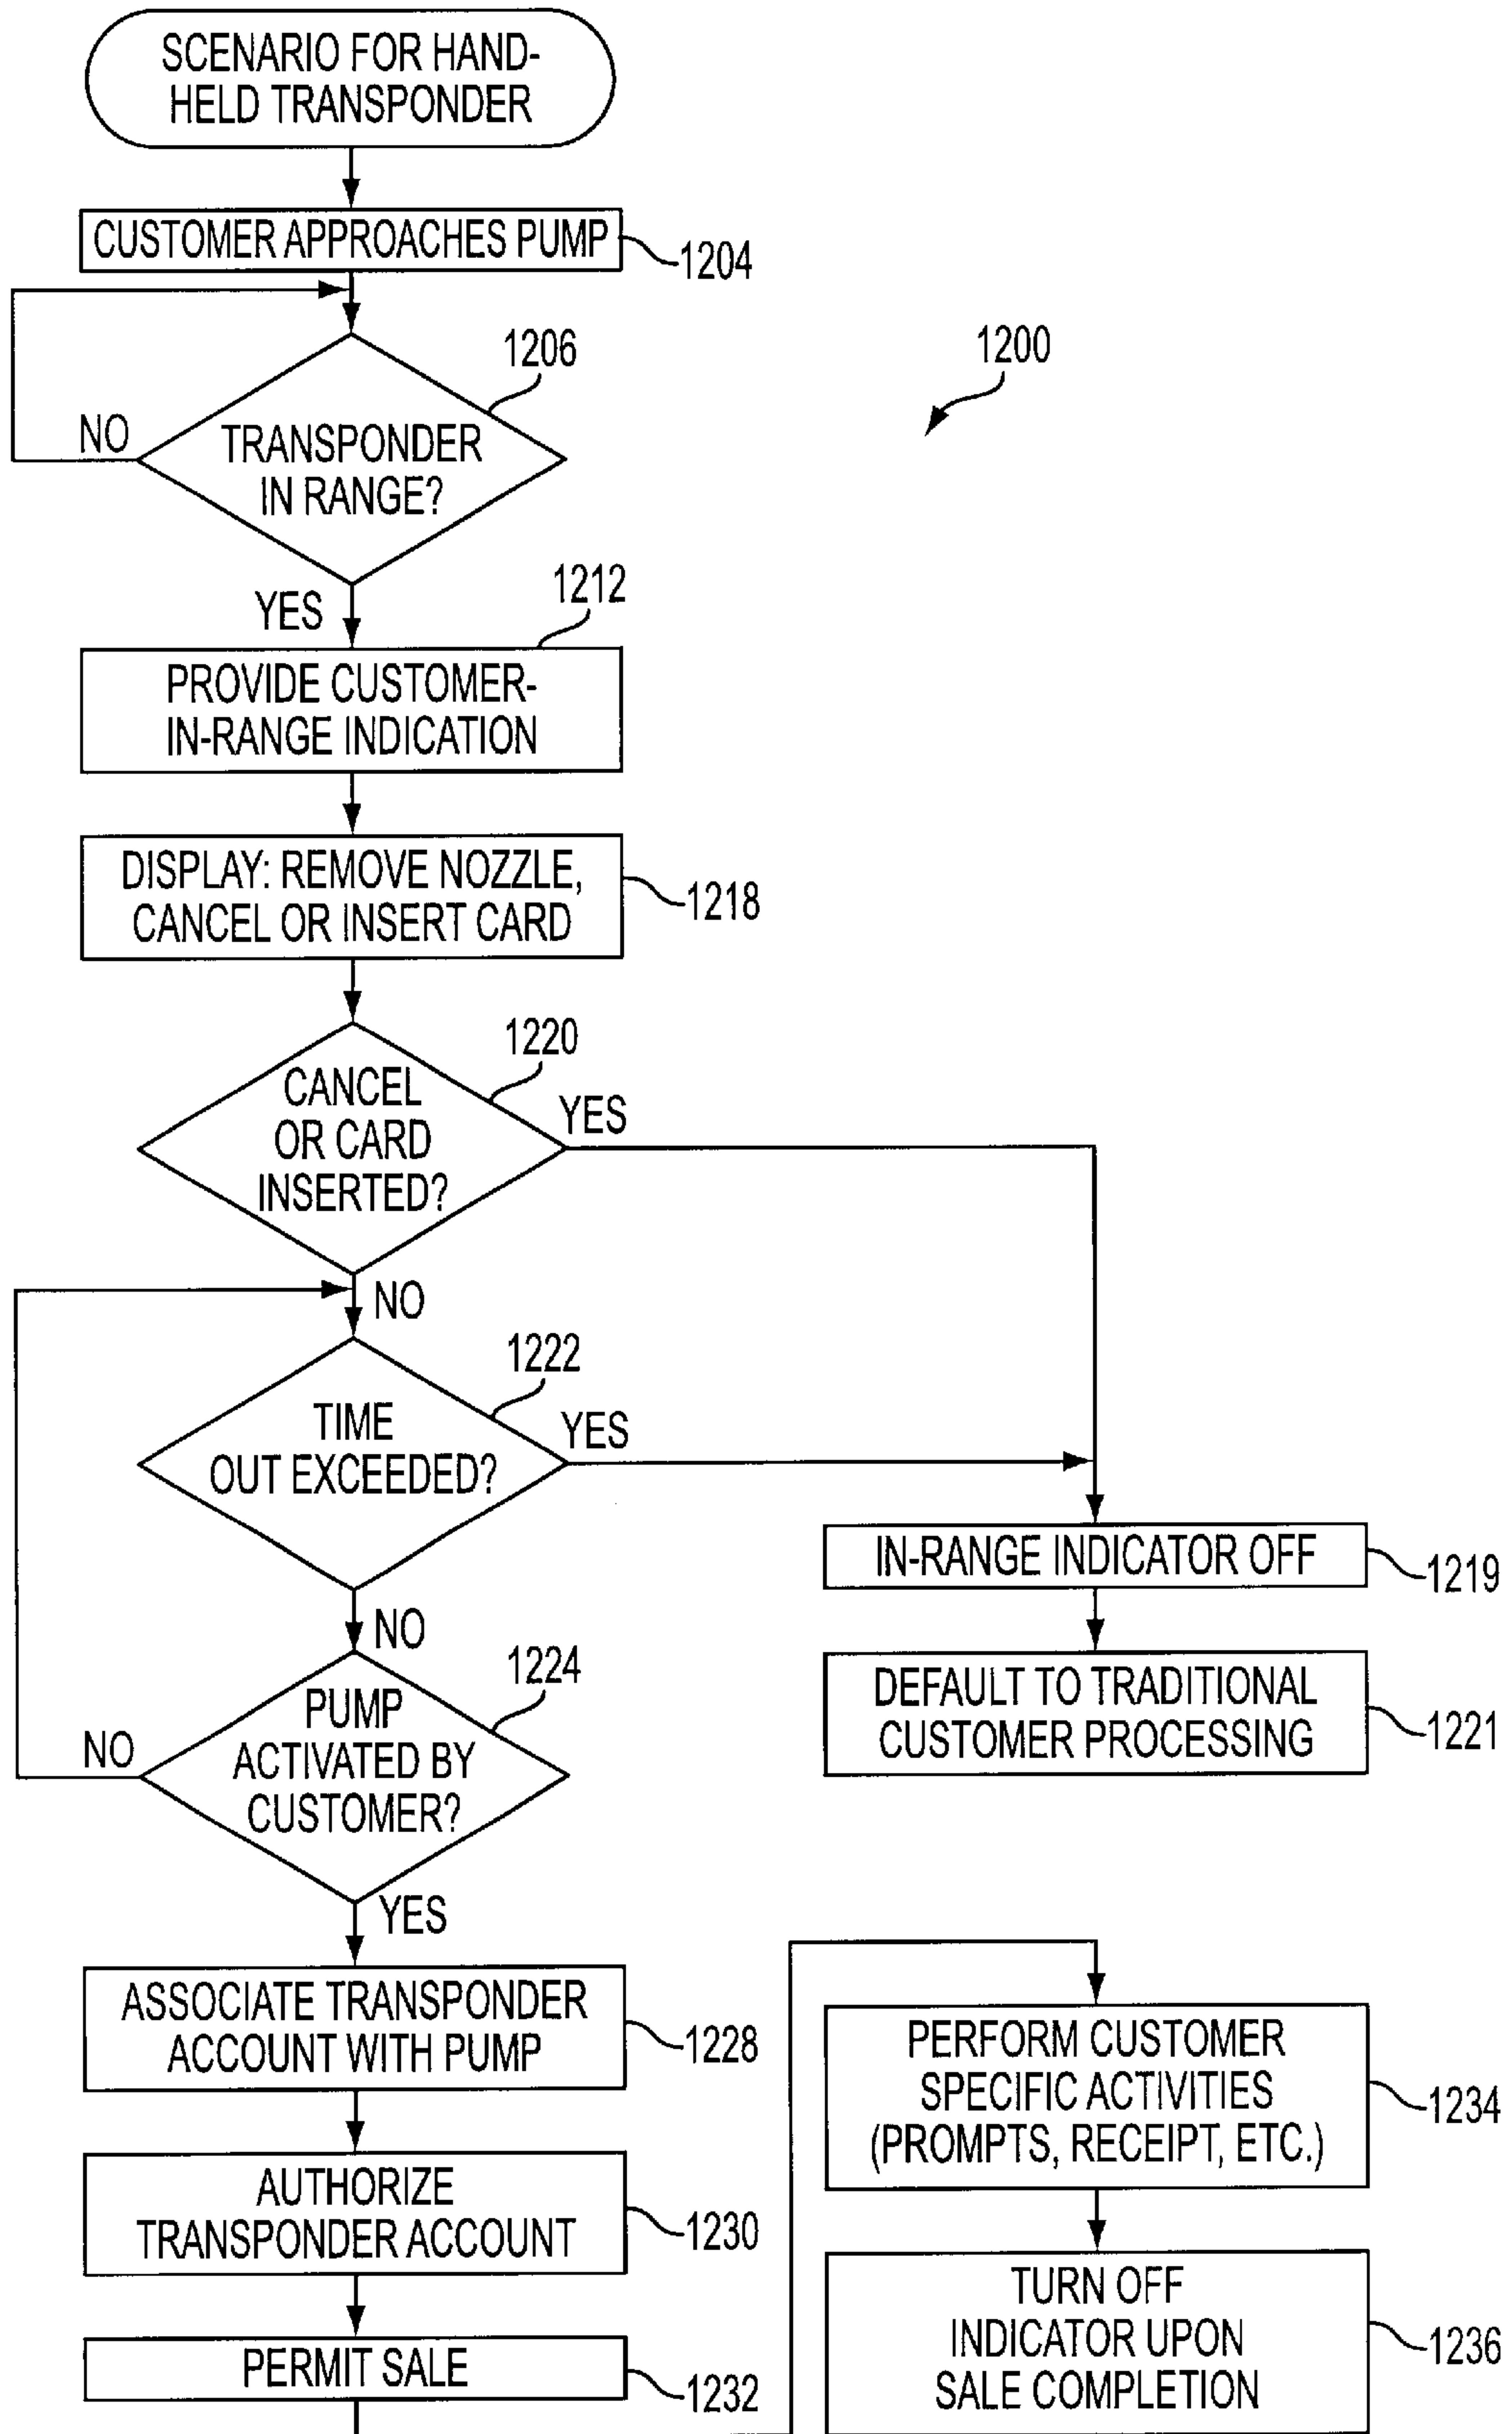 SCENARIO FOR HAND-
HELD TRANSPONDER
CUSTOMER APPROACHES PUMP
1204
1206
1200
NO
TRANSPONDER
IN RANGE?
YES
1212
PROVIDE CUSTOMER-
IN-RANGE INDICATION
DISPLAY: REMOVE NOZZLE,
CANCEL OR INSERT CARD
1218
1220
CANCEL
OR CARD
INSERTED?
YES
NO
1222
TIME
OUT EXCEEDED?
YES
IN-RANGE INDICATOR OFF
1219
NO
1224
PUMP
ACTIVATED BY
CUSTOMER?
NO
DEFAULT TO TRADITIONAL
CUSTOMER PROCESSING
1221
YES
ASSOCIATE TRANSPONDER
ACCOUNT WITH PUMP
1228
AUTHORIZE
TRANSPONDER ACCOUNT
1230
PERMIT SALE
1232
PERFORM CUSTOMER
SPECIFIC ACTIVITIES
(PROMPTS, RECEIPT, ETC.)
1234
TURN OFF
INDICATOR UPON
SALE COMPLETION
1236